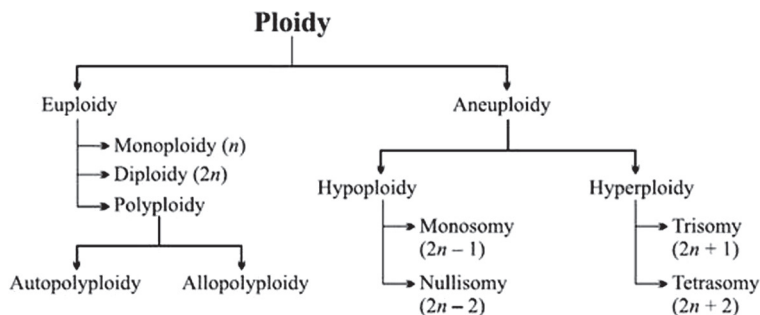 Ploidy
Euploidy
Aneuploidy
Monoploidy (n)
Diploidy (2n)
Polyploidy
Autopolyploidy
Allopolyploidy
Hypoploidy
Hyperploidy
Monosomy
(2n – 1)
Nullisomy
(2n – 2)
Trisomy
(2n + 1)
Tetrasomy
(2n + 2)